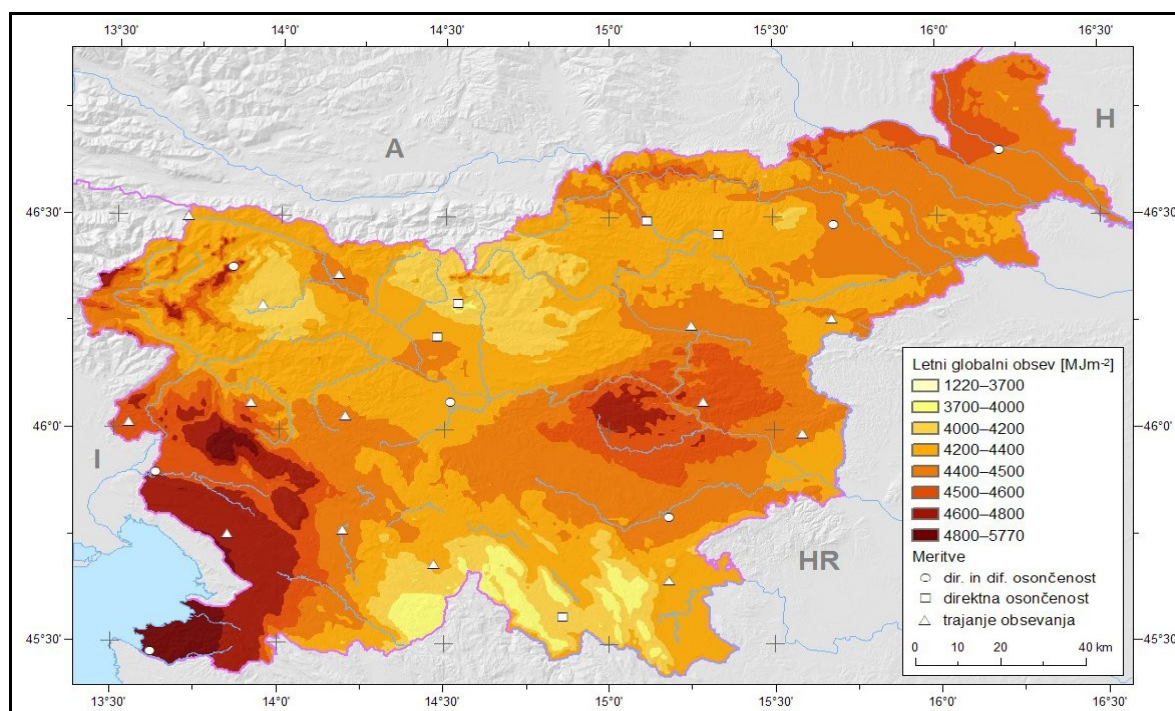 13°30' 14°0' 14°30' 15°0' 15°30' 16°0' 16°30'
H
A
46°30' 46°30'
46°0' 46°0'
I
HR
45°30' 45°30'
Letni globalni obsev [MJm⁻²]
1220–3700
3700–4000
4000–4200
4200–4400
4400–4500
4500–4600
4600–4800
4800–5770
Meritve
dir. in dif. osončenost
direktna osončenost
trajanje obsevanja
0 10 20 40 km
13°30' 14°0' 14°30' 15°0' 15°30' 16°0' 16°30'